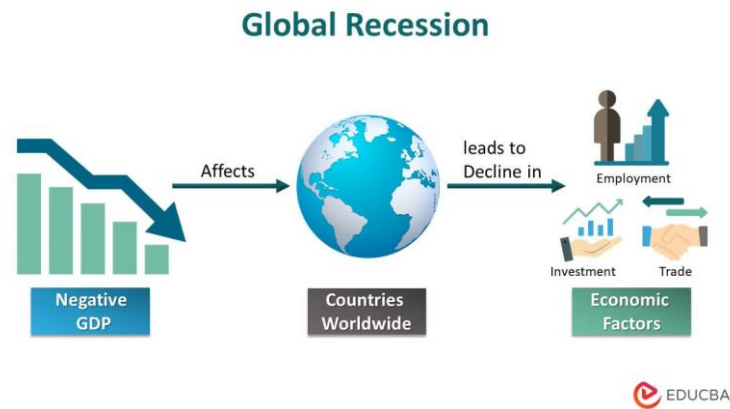 Global Recession
Affects
leads to
Decline in
Employment
Investment
Trade
Negative
GDP
Countries
Worldwide
Economic
Factors
EDUCBA